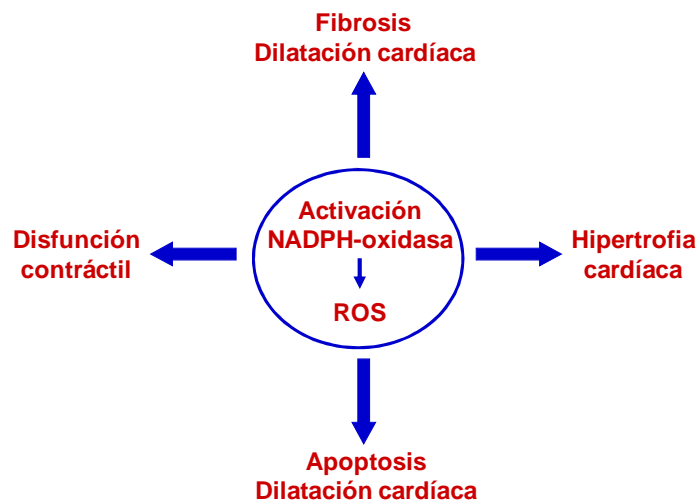 Fibrosis
Dilatación cardíaca
Activación
NADPH-oxidasa
ROS
Disfunción
contráctil
Hipertrofia
cardíaca
Apoptosis
Dilatación cardíaca